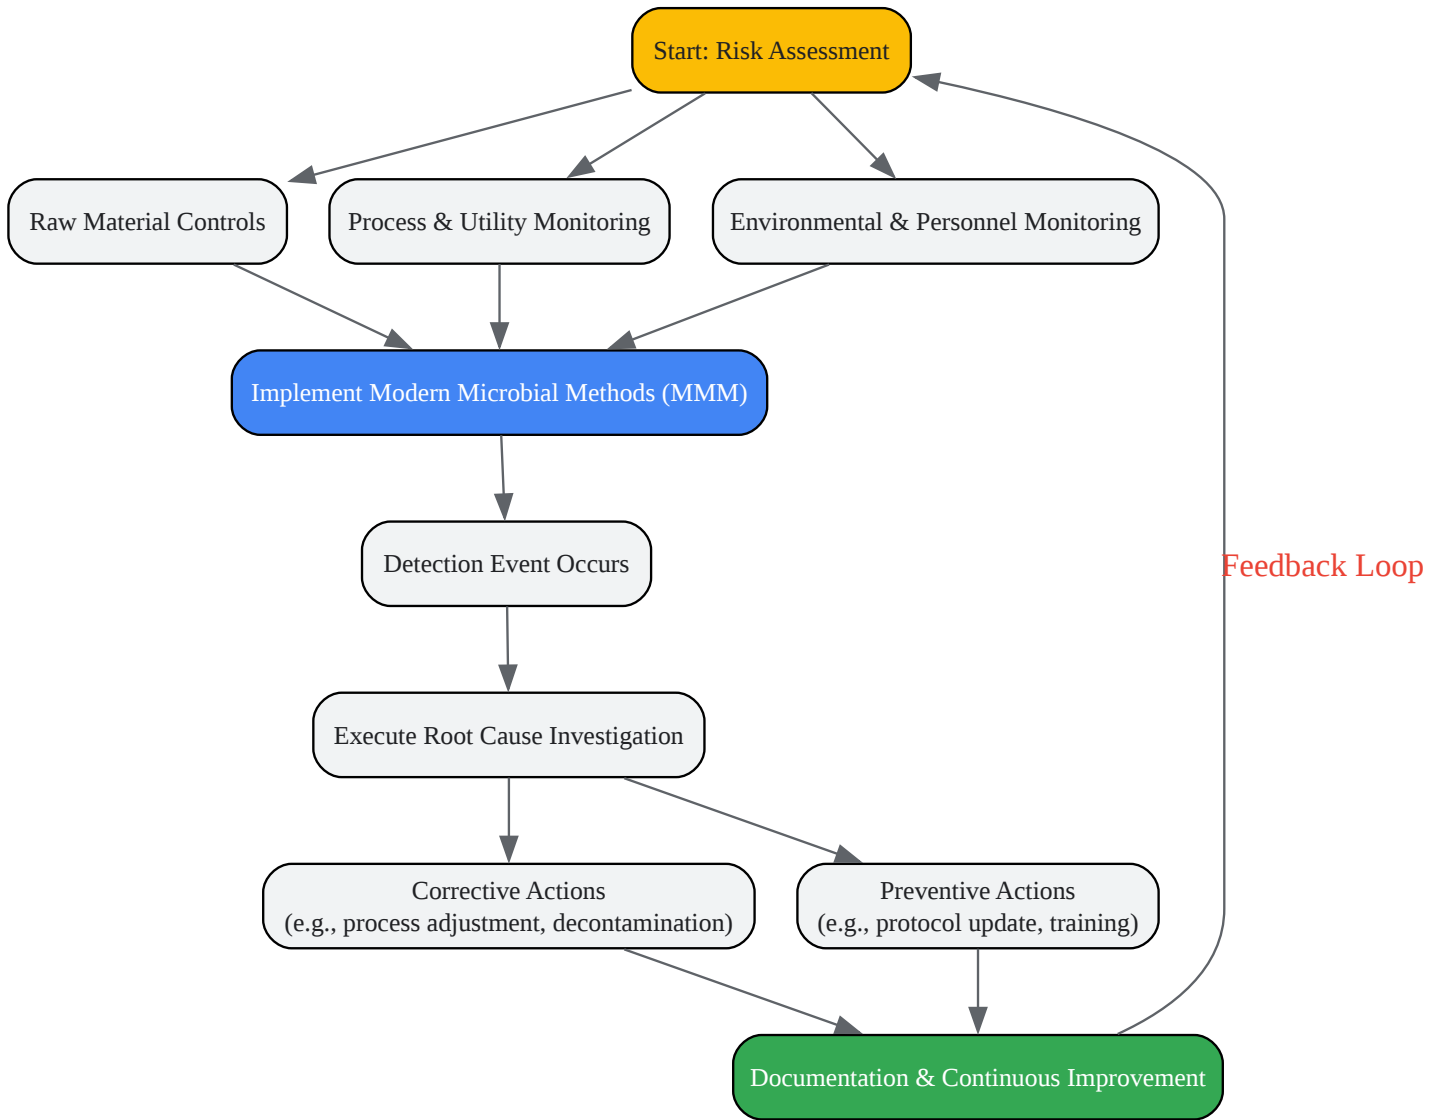 Start: Risk Assessment
Raw Material Controls
Process & Utility Monitoring
Environmental & Personnel Monitoring
Implement Modern Microbial Methods (MMM)
Detection Event Occurs
Feedback Loop
Execute Root Cause Investigation
Corrective Actions
(e.g., process adjustment, decontamination)
Preventive Actions
(e.g., protocol update, training)
Documentation & Continuous Improvement